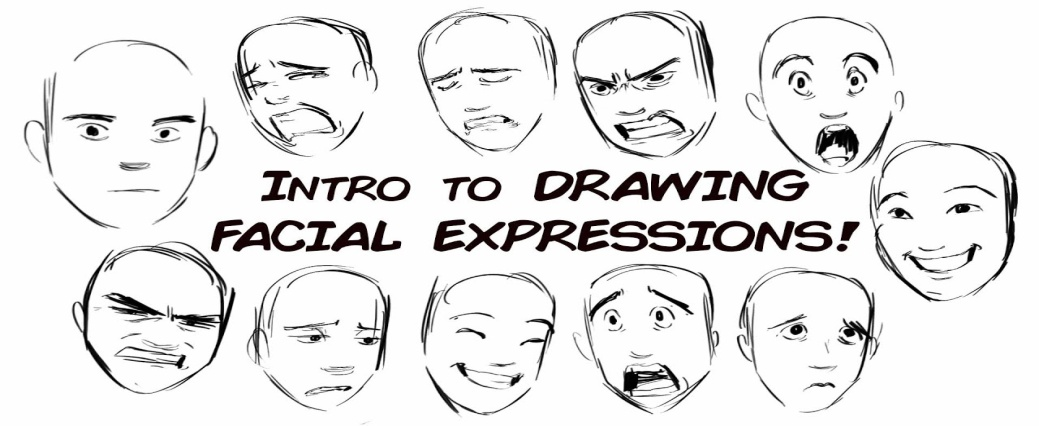 INTRO TO DRAWING
FACIAL EXPRESSIONS!